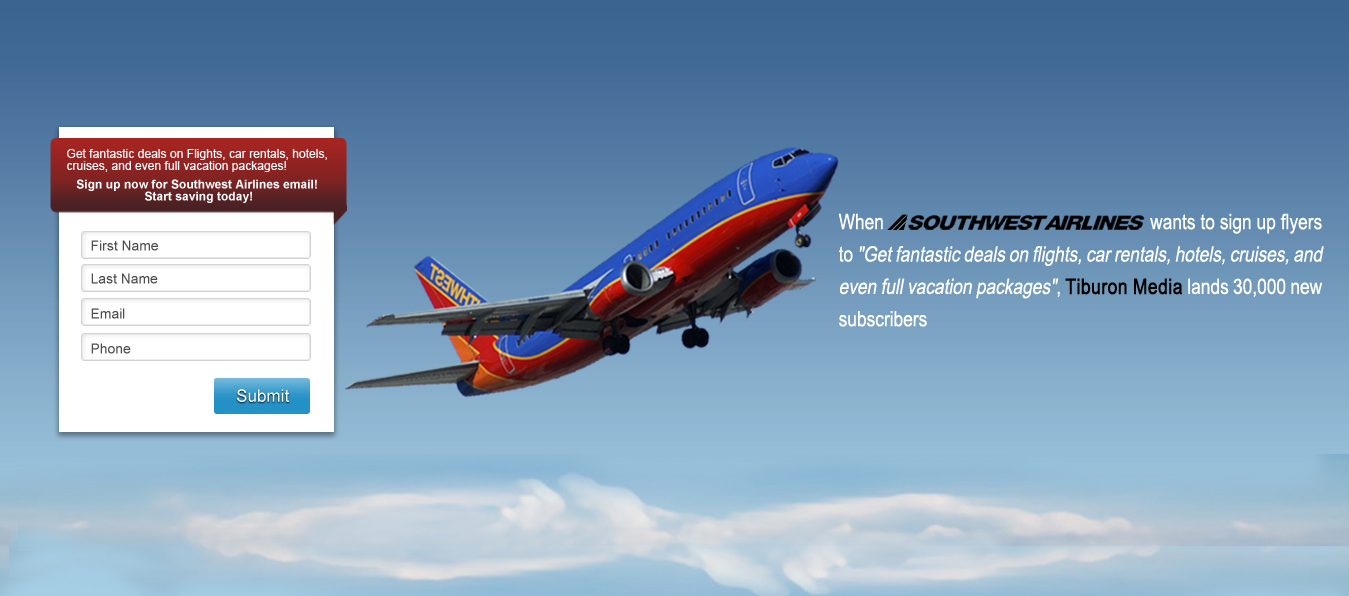 Get fantastic deals on Flights, car rentals, hotels,
cruises, and even full vacation packages!
Sign up now for Southwest Airlines email!
Start saving today!
First Name
Last Name
Email
Phone
Submit
THWEST
When SOUTHWEST AIRLINES wants to sign up flyers
to "Get fantastic deals on flights, car rentals, hotels, cruises, and
even full vacation packages", Tiburon Media lands 30,000 new
subscribers